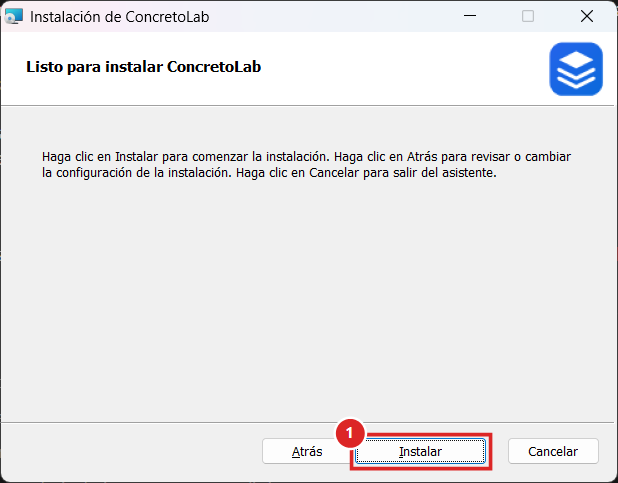 Instalación de ConcretoLab
Listo para instalar ConcretoLab
Haga clic en Instalar para comenzar la instalación. Haga clic en Atrás para revisar o cambiar
la configuración de la instalación. Haga clic en Cancelar para salir del asistente.
1
Atrás Instalar Cancelar